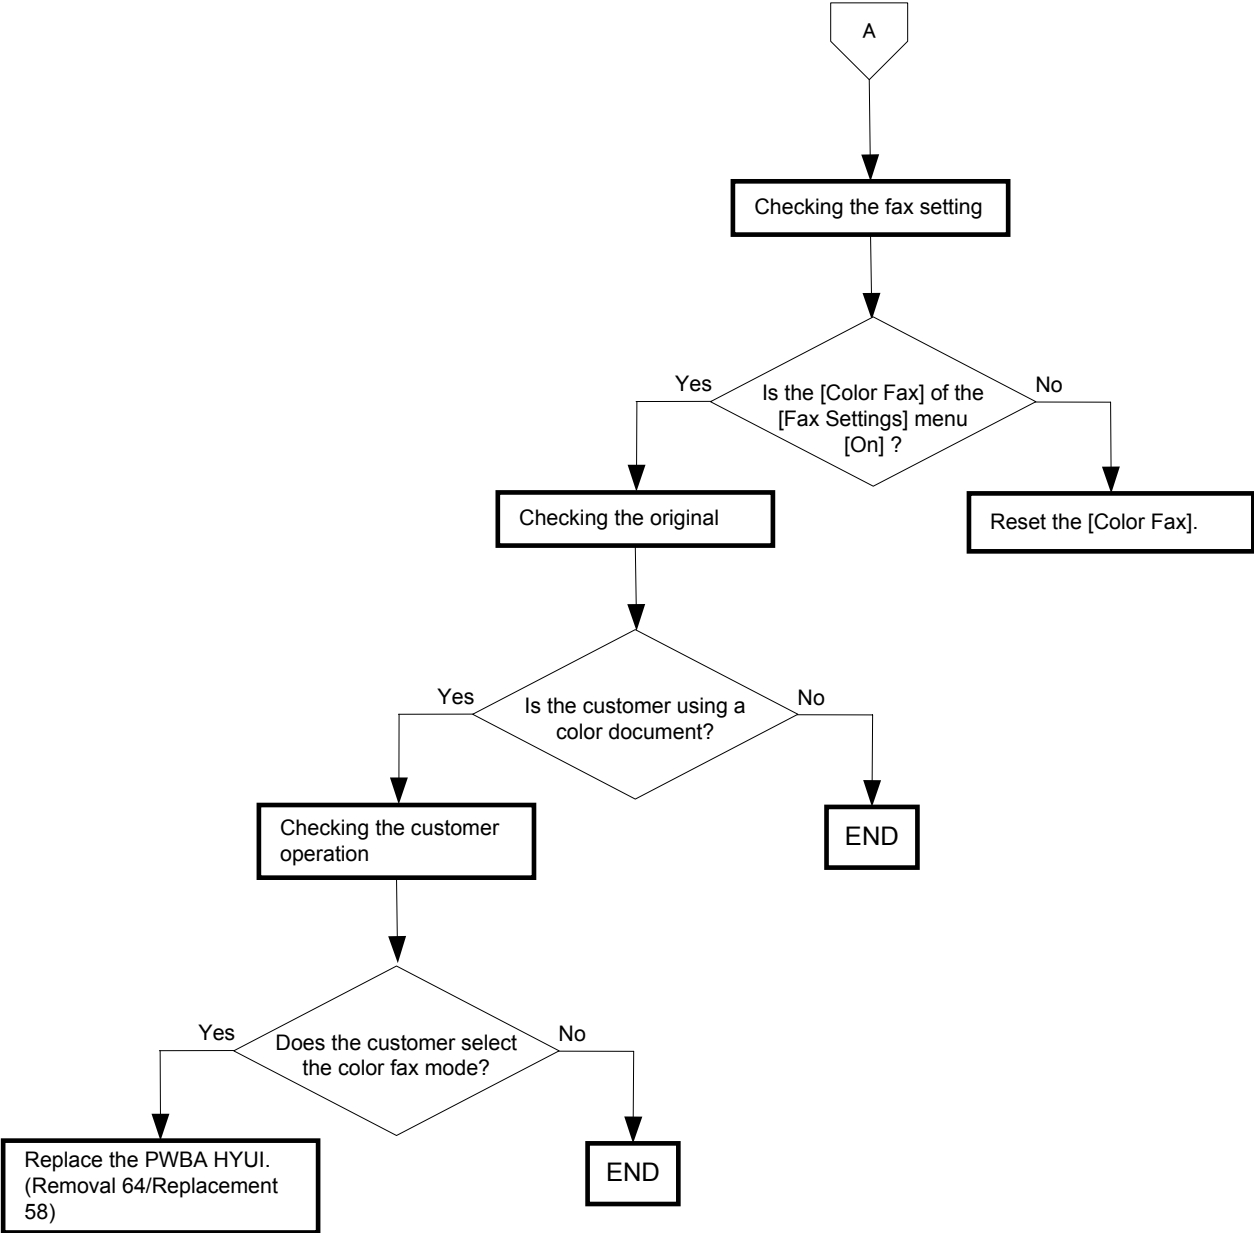 A
Checking the fax setting
Yes
No
Is the [Color Fax] of the
[Fax Settings] menu
[On] ?
Checking the original
Reset the [Color Fax].
Yes
No
Is the customer using a
color document?
Checking the customer
operation
END
Yes
No
Does the customer select
the color fax mode?
Replace the PWBA HYUI.
(Removal 64/Replacement
58)
END